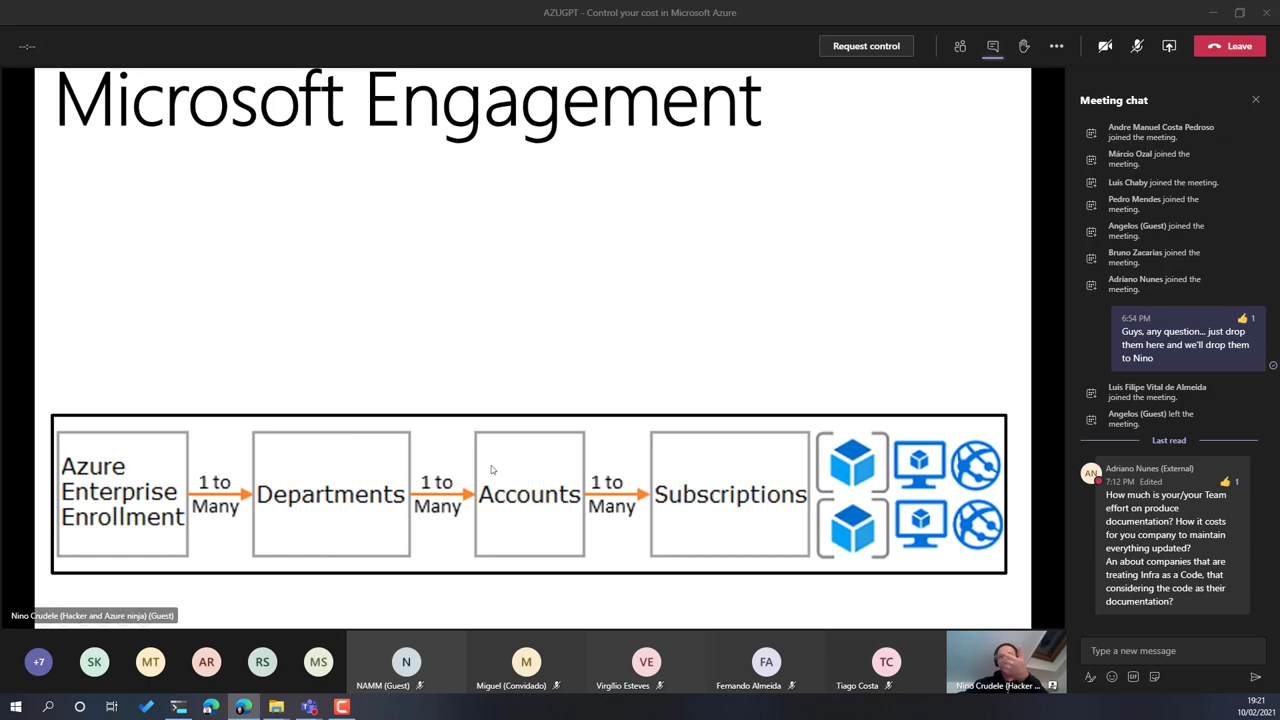 AZUGPT - Control your cost in Microsoft Azure
--:--
Request control
Leave
Microsoft Engagement
Azure
Enterprise
Enrollment
1 to
Many
Departments
1 to
Many
Accounts
1 to
Many
Subscriptions
Nino Crudele (Hacker and Azure ninja) (Guest)
Meeting chat
Andre Manuel Costa Pedroso
joined the meeting.
Márcio Ozal joined the
meeting.
Luis Chaby joined the meeting.
Pedro Mendes joined the
meeting.
Angelos (Guest) joined the
meeting.
Bruno Zacarias joined the
meeting.
Adriano Nunes joined the
meeting.
6:54 PM
1
Guys, any question... just drop
them here and we'll drop them
to Nino
Luis Filipe Vital de Almeida
joined the meeting.
Angelos (Guest) left the
meeting.
Last read
AN
Adriano Nunes (External)
7:12 PM Edited
1
How much is your/your Team
effort on produce
documentation? How it costs
for you company to maintain
everything updated?
An about companies that are
treating Infra as a Code, that
considering the code as their
documentation?
Type a new message
+7
SK
MT
AR
RS
MS
N
NAMM (Guest)
M
Miguel (Convidado)
VE
Virgílio Esteves
FA
Fernando Almeida
TC
Tiago Costa
Nino Crudele (Hacker ...
19:21
10/02/2021